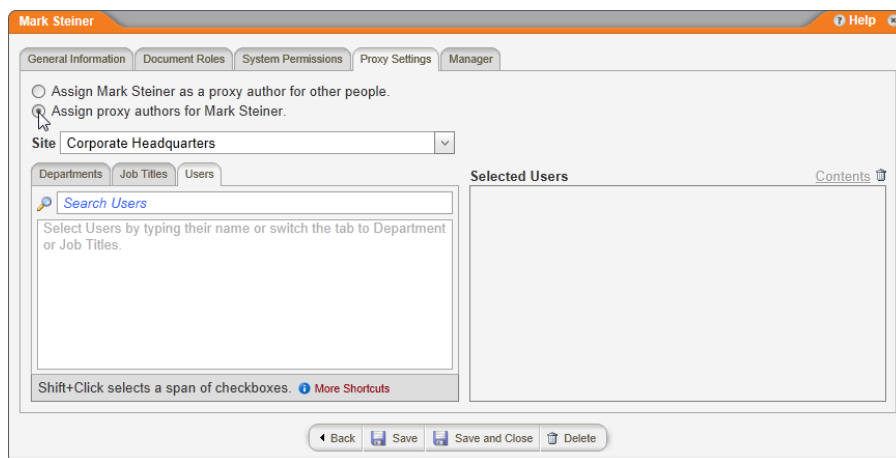 Mark Steiner
Help
General Information Document Roles System Permissions Proxy Settings Manager
Assign Mark Steiner as a proxy author for other people.
Assign proxy authors for Mark Steiner.
Site Corporate Headquarters
Departments Job Titles Users
Selected Users Contents
Search Users
Select Users by typing their name or switch the tab to Department
or Job Titles.
Shift+Click selects a span of checkboxes. More Shortcuts
Back Save Save and Close Delete